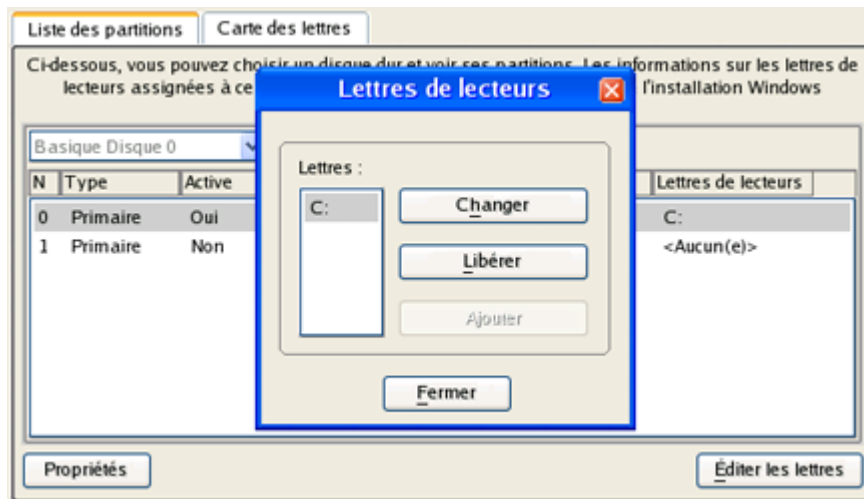 Liste des partitions
Carte des lettres
Ci-dessous, vous pouvez choisir un disque dur et voir ses partitions. Les informations sur les lettres de
lecteurs assignées à ce l'installation Windows
Lettres de lecteurs
Basique Disque 0
Lettres :
N Type Active Lettres de lecteurs
C:
Changer
0 Primaire Oui C:
1 Primaire Non <Aucun(e)>
Libérer
Ajouter
Fermer
Propriétés
Éditer les lettres